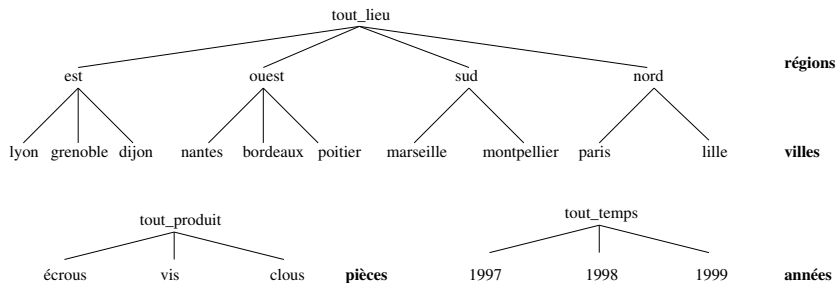 tout_lieu
régions
est ouest sud nord
lyon grenoble dijon nantes bordeaux poitier marseille montpellier paris lille villes
tout_produit tout_temps
écrous vis clous pièces 1997 1998 1999 années